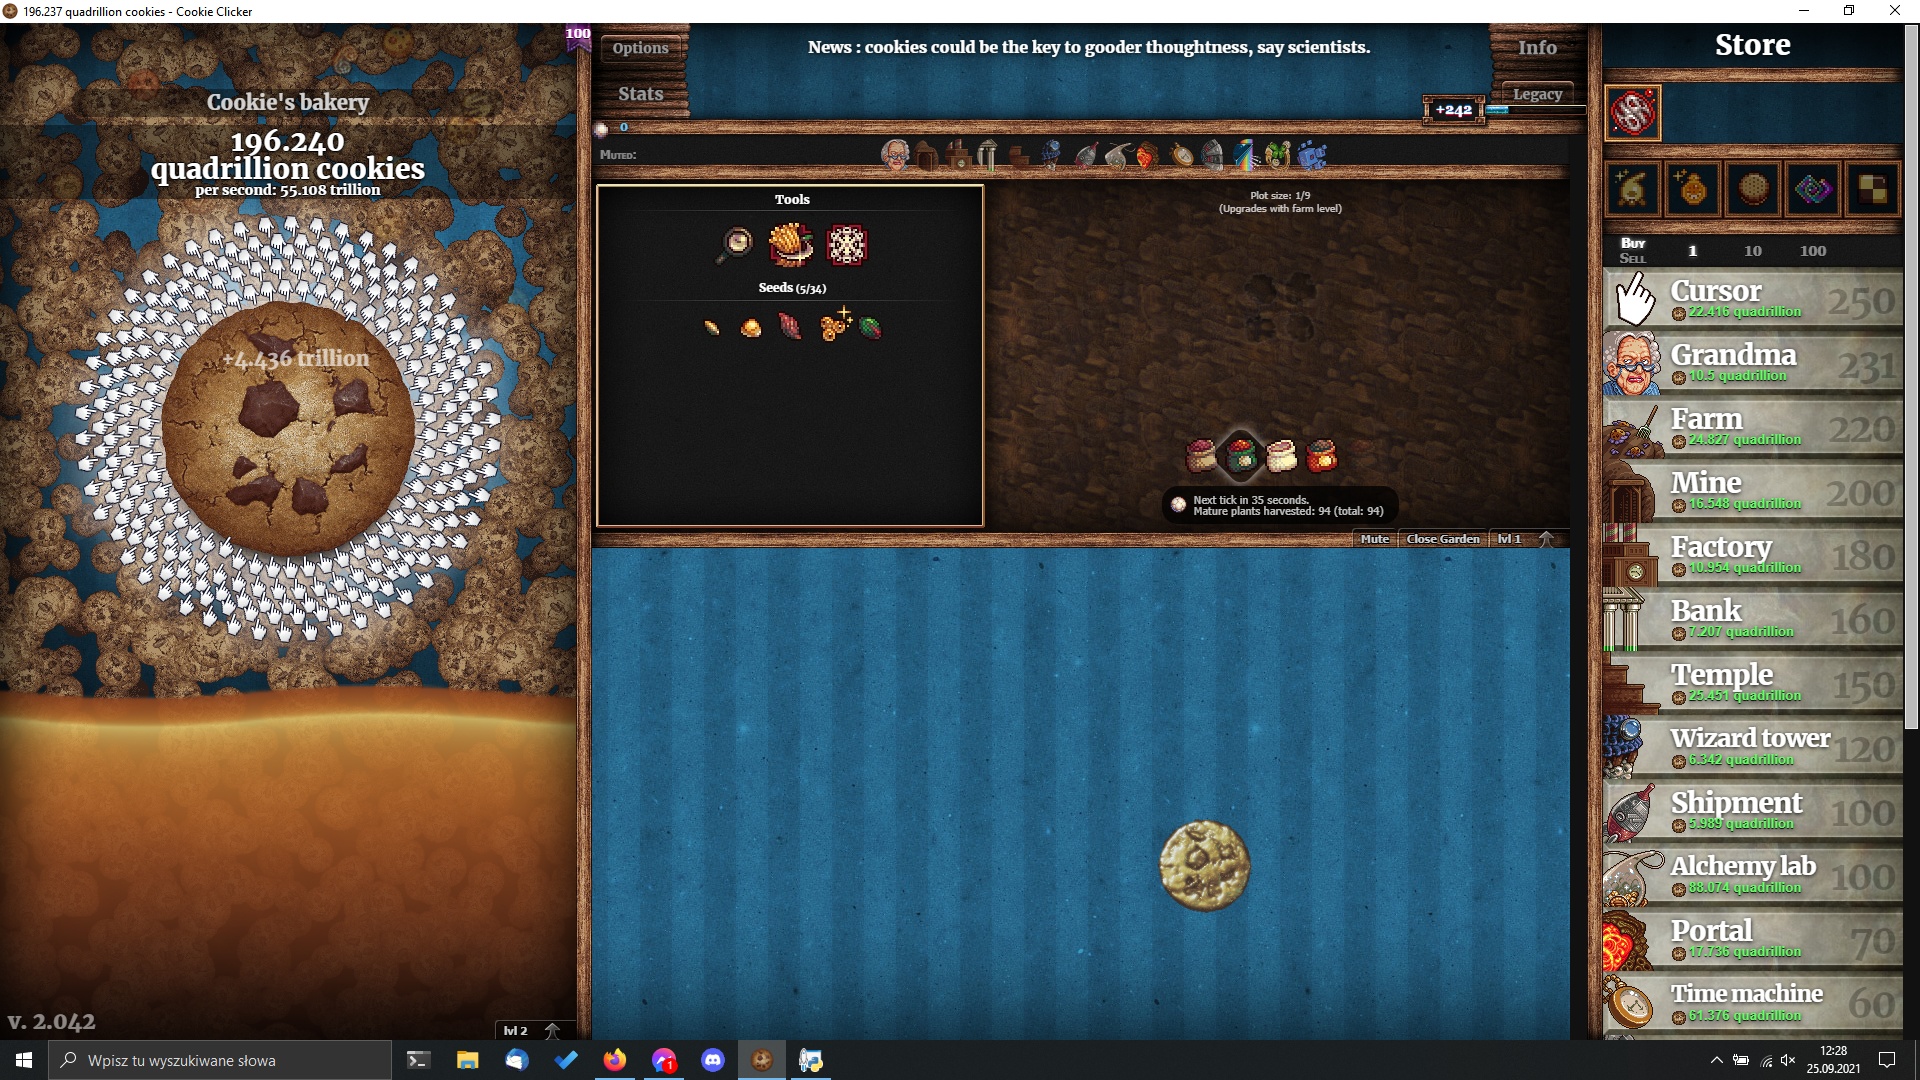 196.237 quadrillion cookies - Cookie Clicker
100
Options
Stats
News : cookies could be the key to gooder thoughtness, say scientists.
Info
Legacy
+242
Store
Cookie's bakery
196.240
quadrillion cookies
per second: 55.108 trillion
+4.436 trillion
0
Muted:
Tools
Seeds (5/34)
Plot size: 1/9
(Upgrades with farm level)
Next tick in 35 seconds.
Mature plants harvested: 94 (total: 94)
Mute
Close Garden
lvl 1
Buy
Sell
1
10
100
Cursor
22.416 quadrillion
250
Grandma
10.5 quadrillion
231
Farm
24.827 quadrillion
220
Mine
16.548 quadrillion
200
Factory
10.954 quadrillion
180
Bank
7.207 quadrillion
160
Temple
25.451 quadrillion
150
Wizard tower
6.342 quadrillion
120
Shipment
5.989 quadrillion
100
Alchemy lab
88.074 quadrillion
100
Portal
17.736 quadrillion
70
Time machine
61.376 quadrillion
60
v. 2.042
lvl 2
Wpisz tu wyszukiwane słowa
1
12:28
25.09.2021